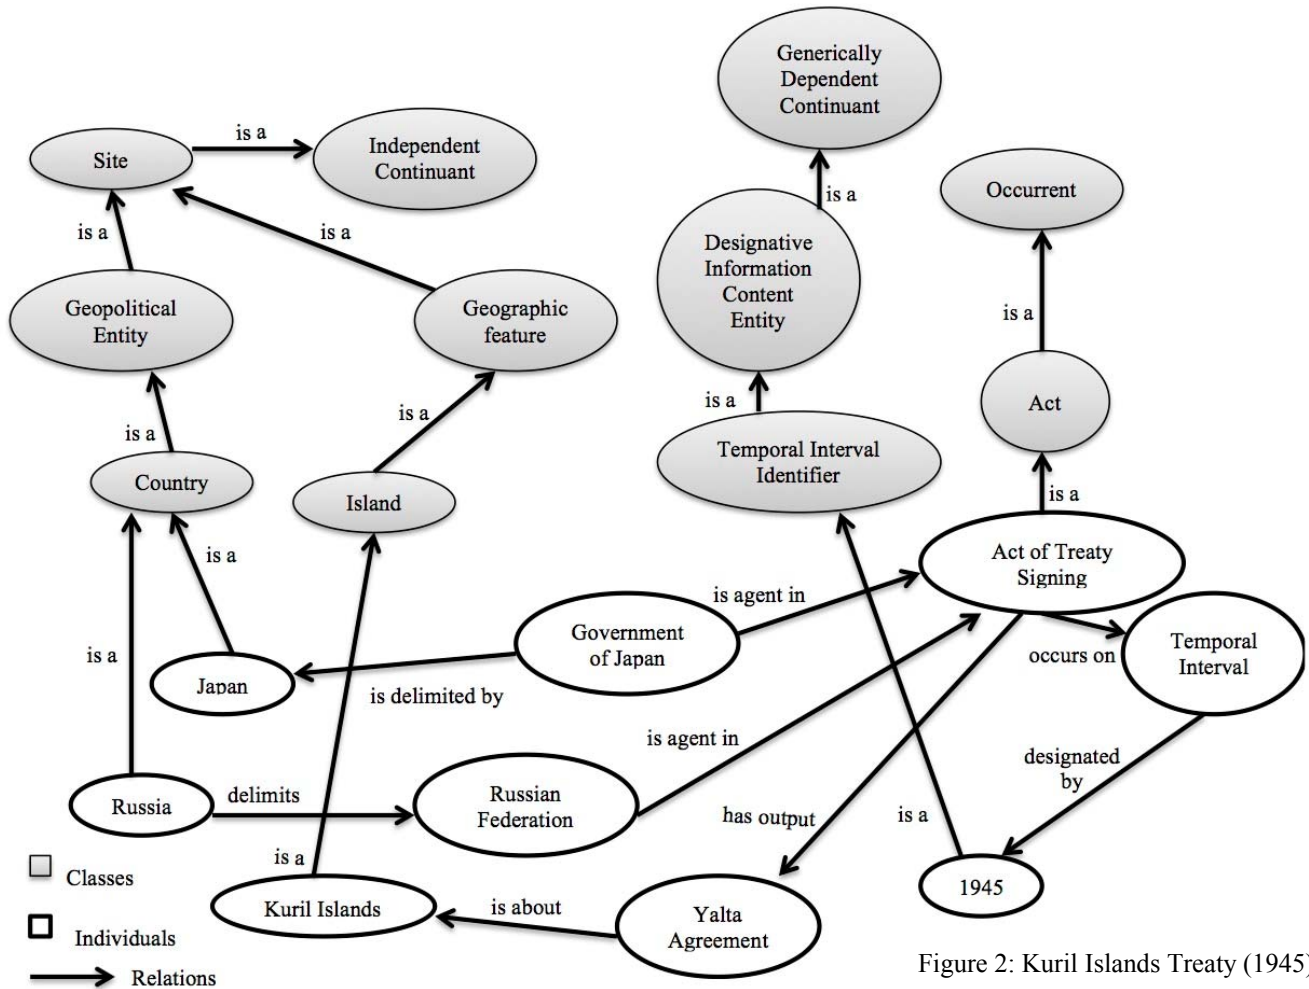 Generically
Dependent
Continuant
is a
Independent
Continuant
Site
Occurrent
is a
is a
is a
Designative
Information
Content
Entity
Geopolitical
Entity
Geographic
feature
is a
is a
is a
is a
Act
Temporal Interval
Identifier
Country
Island
is a
is a
Act of Treaty
Signing
is agent in
Government
of Japan
Temporal
Interval
occurs on
is a
Japan
is delimited by
is agent in
designated
by
Russia
delimits
Russian
Federation
has output
is a
is a
Classes
1945
Kuril Islands
is about
Yalta
Agreement
Individuals
Relations
Figure 2: Kuril Islands Treaty (1945)